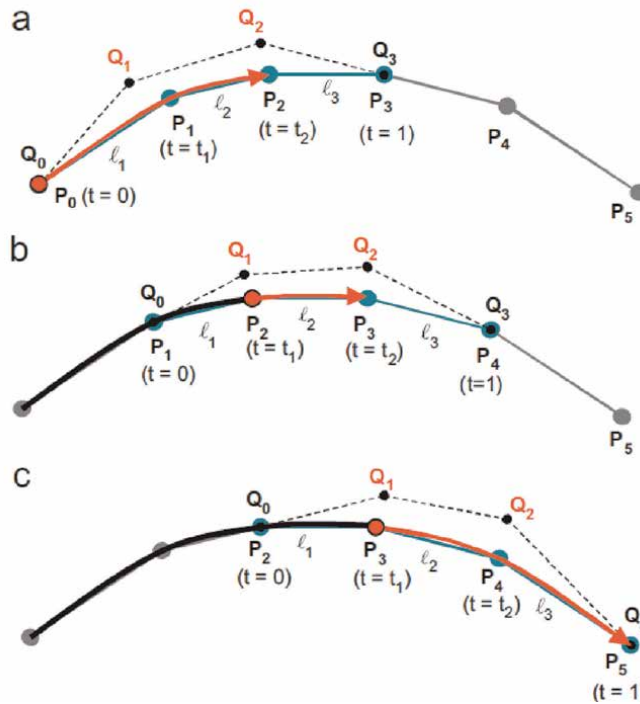 a
Q₁
Q₂
Q₃
Q₀
P₀ (t = 0)
ℓ₁
P₁
(t = t₁)
ℓ₂
P₂
(t = t₂)
ℓ₃
P₃
(t = 1)
P₄
P₅
b
Q₁
Q₂
Q₀
Q₃
P₁
(t = 0)
ℓ₁
P₂
(t = t₁)
ℓ₂
P₃
(t = t₂)
ℓ₃
P₄
(t=1)
P₅
c
Q₁
Q₂
Q₀
P₂
(t = 0)
ℓ₁
P₃
(t = t₁)
ℓ₂
P₄
(t = t₂)
ℓ₃
Q
P₅
(t = 1